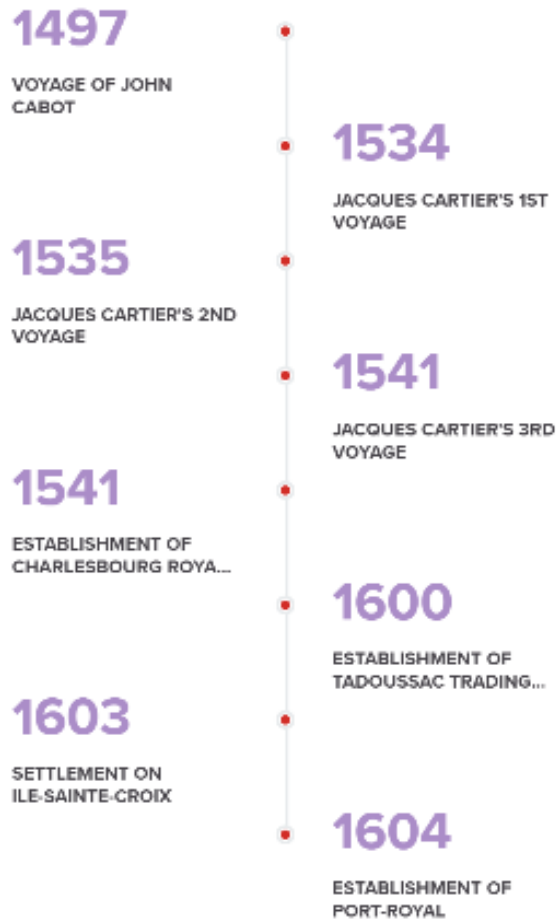 1497
VOYAGE OF JOHN
CABOT
1534
JACQUES CARTIER'S 1ST
VOYAGE
1535
JACQUES CARTIER'S 2ND
VOYAGE
1541
JACQUES CARTIER'S 3RD
VOYAGE
1541
ESTABLISHMENT OF
CHARLESBOURG ROYA...
1600
ESTABLISHMENT OF
TADOUSSAC TRADING...
1603
SETTLEMENT ON
ILE-SAINTE-CROIX
1604
ESTABLISHMENT OF
PORT-ROYAL